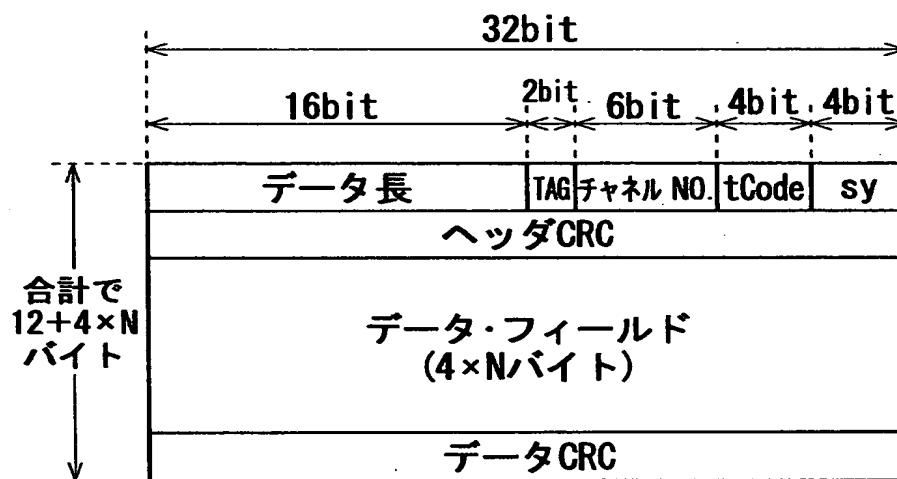 32bit
16bit
2bit
6bit
4bit
4bit
データ長
TAG
チャネル NO.
tCode
sy
ヘッダCRC
合計で
12+4×N
バイト
データ・フィールド
(4×Nバイト)
データCRC